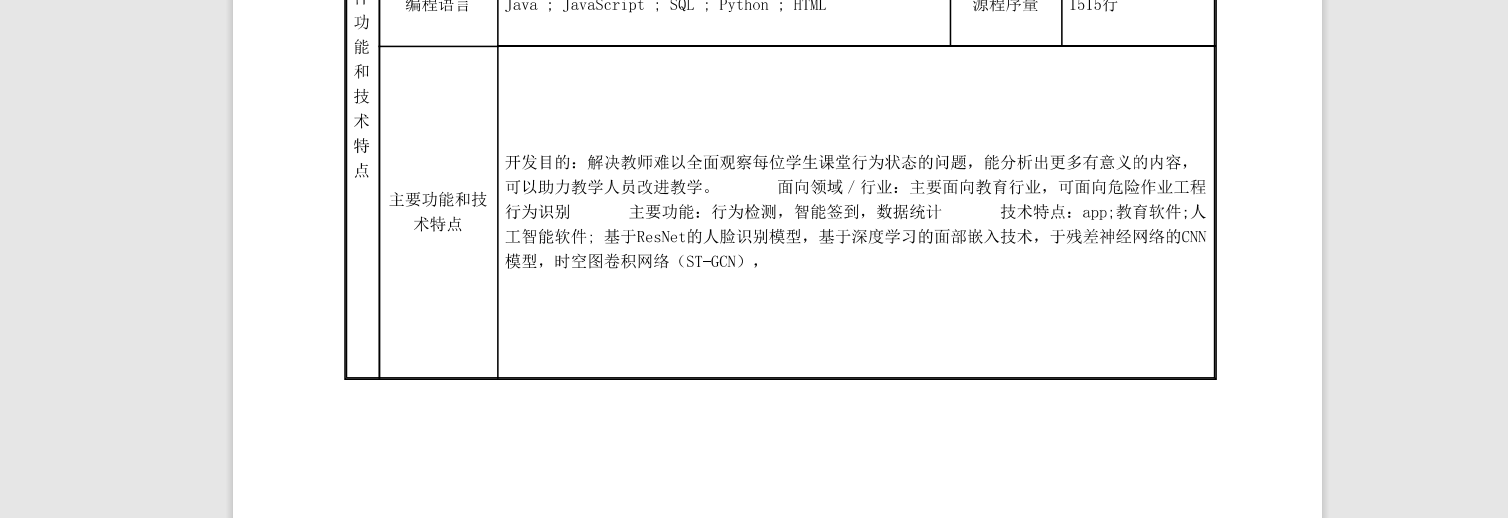 编程语言
Java ; JavaScript ; SQL ; Python ; HTML
源程序量
1515行
功
能
和
技
术
特
点
主要功能和技
术特点
开发目的: 解决教师难以全面观察每位学生课堂行为状态的问题, 能分析出更多有意义的内容,
可以助力教学人员改进教学。 面向领域/行业: 主要面向教育行业, 可面向危险作业工程
行为识别 主要功能: 行为检测, 智能签到, 数据统计 技术特点: app;教育软件;人
工智能软件; 基于ResNet的人脸识别模型, 基于深度学习的面部嵌入技术, 于残差神经网络的CNN
模型, 时空图卷积网络（ST-GCN）,